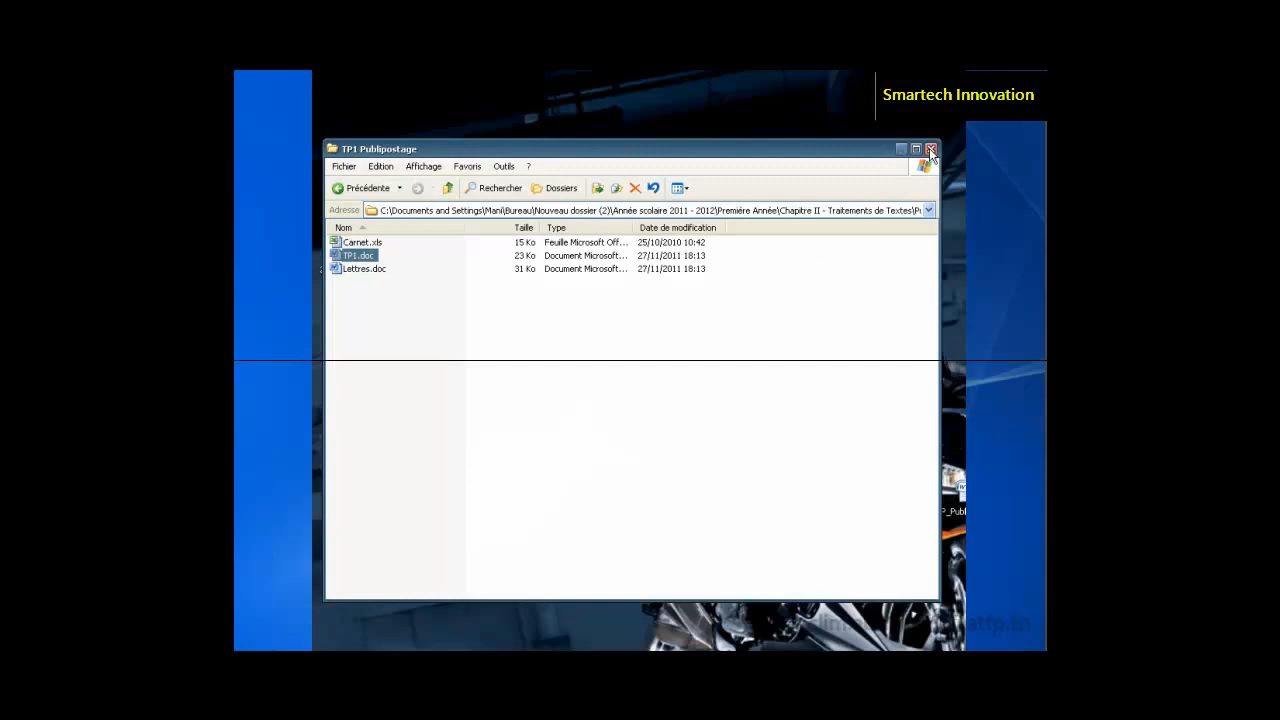 Smartech Innovation
TP1 Publipostage
Fichier Edition Affichage Favoris Outils ?
Précédente Rechercher Dossiers
Adresse C:\Documents and Settings\Mani\Bureau\Nouveau dossier (2)\Année scolaire 2011 - 2012\Premiére Année\Chapitre II - Traitements de Textes\P
Nom Taille Type Date de modification
Carnet.xls 15 Ko Feuille Microsoft Off... 25/10/2010 10:42
TP1.doc 23 Ko Document Microsoft... 27/11/2011 18:13
Lettres.doc 31 Ko Document Microsoft... 27/11/2011 18:13
P_Publ